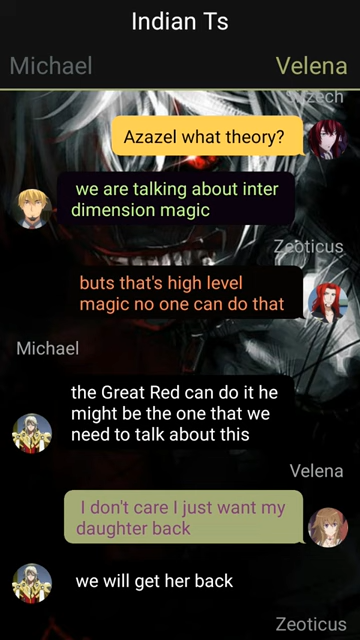 Indian Ts
Michael
Velena
Azazel what theory?
we are talking about inter
dimension magic
Zeoticus
buts that's high level
magic no one can do that
Michael
the Great Red can do it he
might be the one that we
need to talk about this
Velena
I don't care I just want my
daughter back
we will get her back
Zeoticus